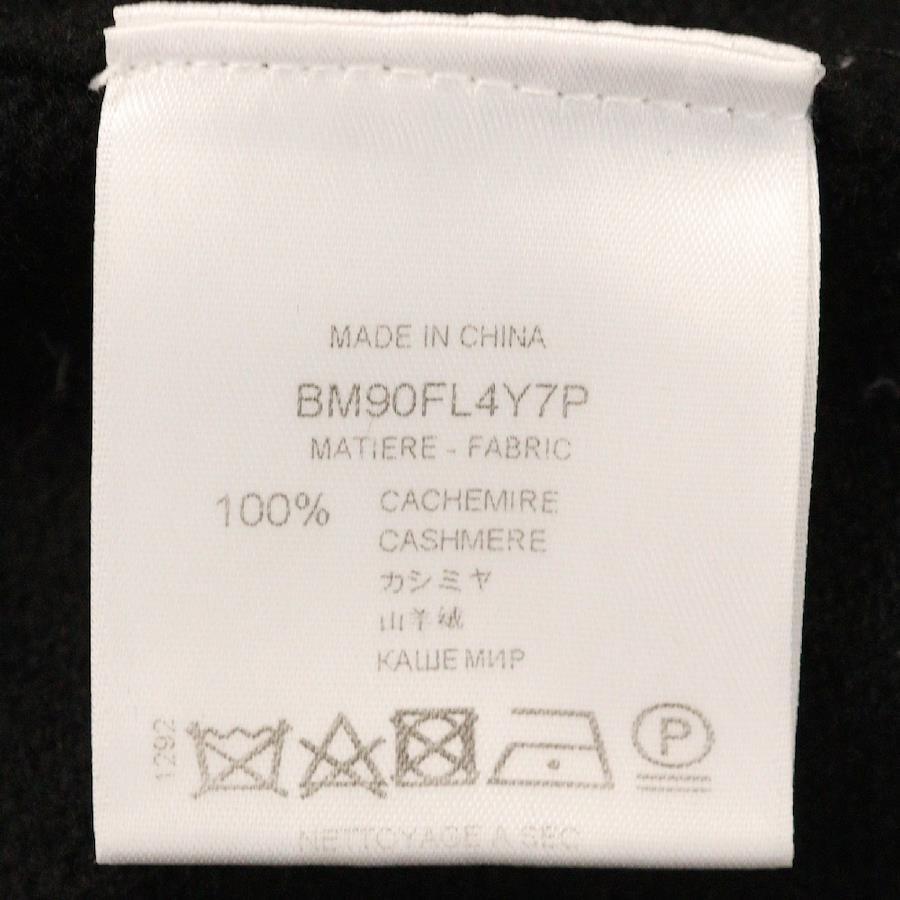 MADE IN CHINA
BM90FL4Y7P
MATIERE - FABRIC
100% CACHEMIRE
CASHMERE
カシミヤ
山羊绒
КАШЕМИР
1292
P
NETTOYAGE A SEC